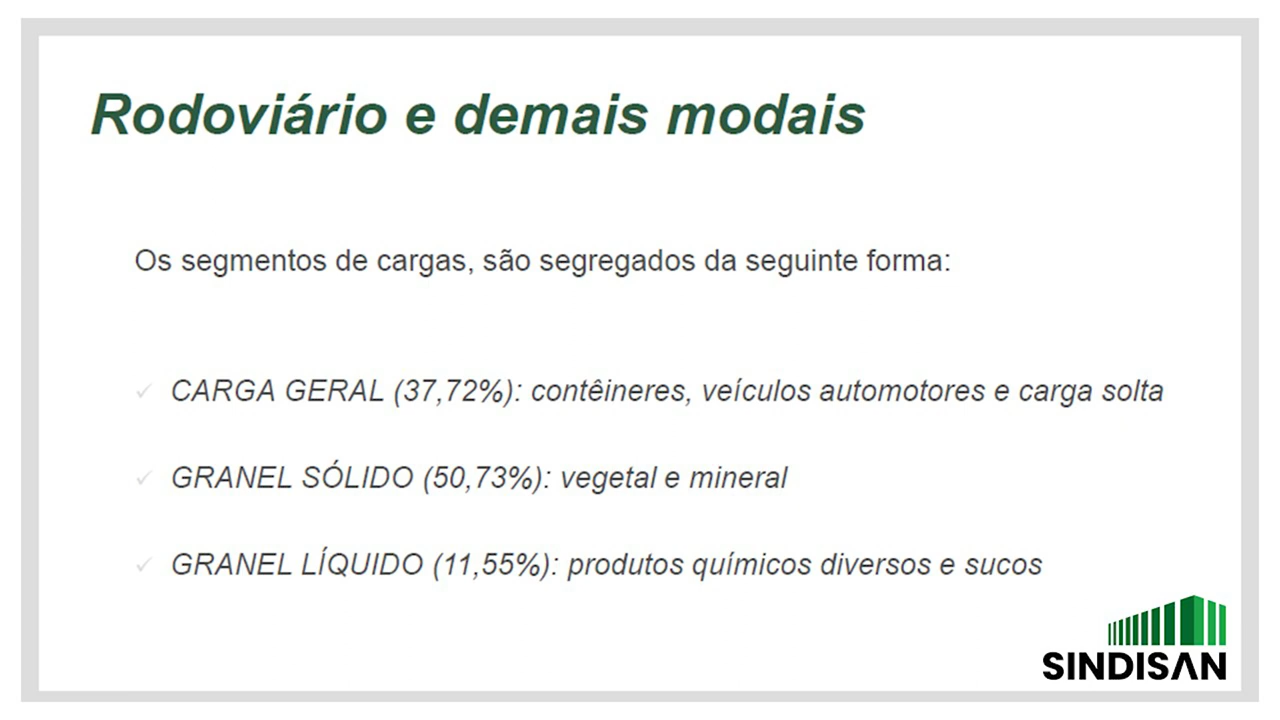 Rodoviário e demais modais
Os segmentos de cargas, são segregados da seguinte forma:
✓ CARGA GERAL (37,72%): contêineres, veículos automotores e carga solta
✓ GRANEL SÓLIDO (50,73%): vegetal e mineral
✓ GRANEL LÍQUIDO (11,55%): produtos químicos diversos e sucos
SINDISAN